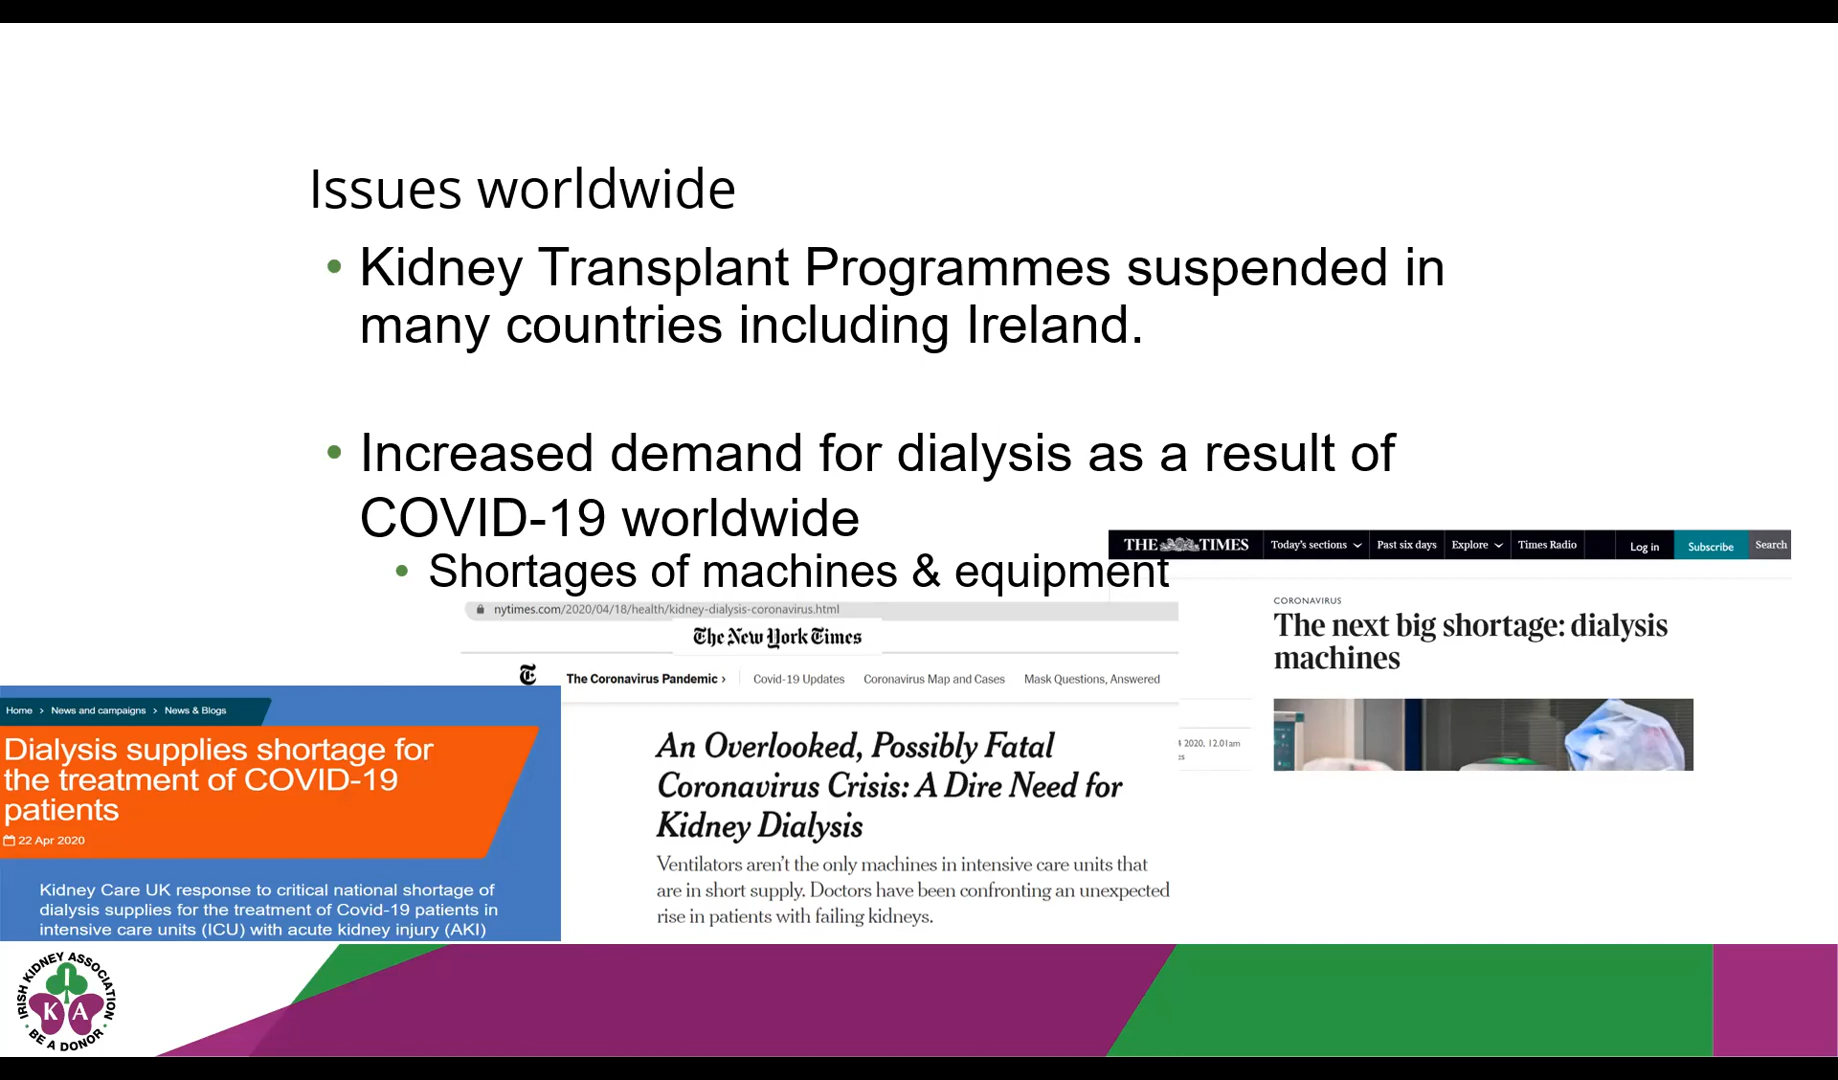 Issues worldwide
• Kidney Transplant Programmes suspended in
many countries including Ireland.
• Increased demand for dialysis as a result of
COVID-19 worldwide
• Shortages of machines & equipment
THE TIMES Today's sections Past six days Explore Times Radio Log in Subscribe Search
CORONAVIRUS
The next big shortage: dialysis
machines
2020, 12.01am
nytimes.com/2020/04/18/health/kidney-dialysis-coronavirus.html
The New York Times
T The Coronavirus Pandemic › Covid-19 Updates Coronavirus Map and Cases Mask Questions, Answered
An Overlooked, Possibly Fatal
Coronavirus Crisis: A Dire Need for
Kidney Dialysis
Ventilators aren't the only machines in intensive care units that
are in short supply. Doctors have been confronting an unexpected
rise in patients with failing kidneys.
Home > News and campaigns > News & Blogs
Dialysis supplies shortage for
the treatment of COVID-19
patients
22 Apr 2020
Kidney Care UK response to critical national shortage of
dialysis supplies for the treatment of Covid-19 patients in
intensive care units (ICU) with acute kidney injury (AKI)
IRISH KIDNEY ASSOCIATION
I
K A
• BE A DONOR •